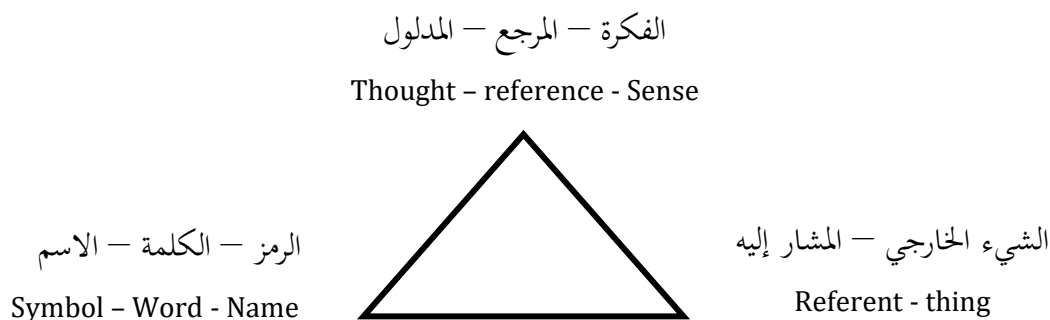 الفكرة – المرجع – المدلول
Thought – reference - Sense
الشيء الخارجي – المشار إليه
Referent - thing
الرمز – الكلمة – الاسم
Symbol – Word - Name